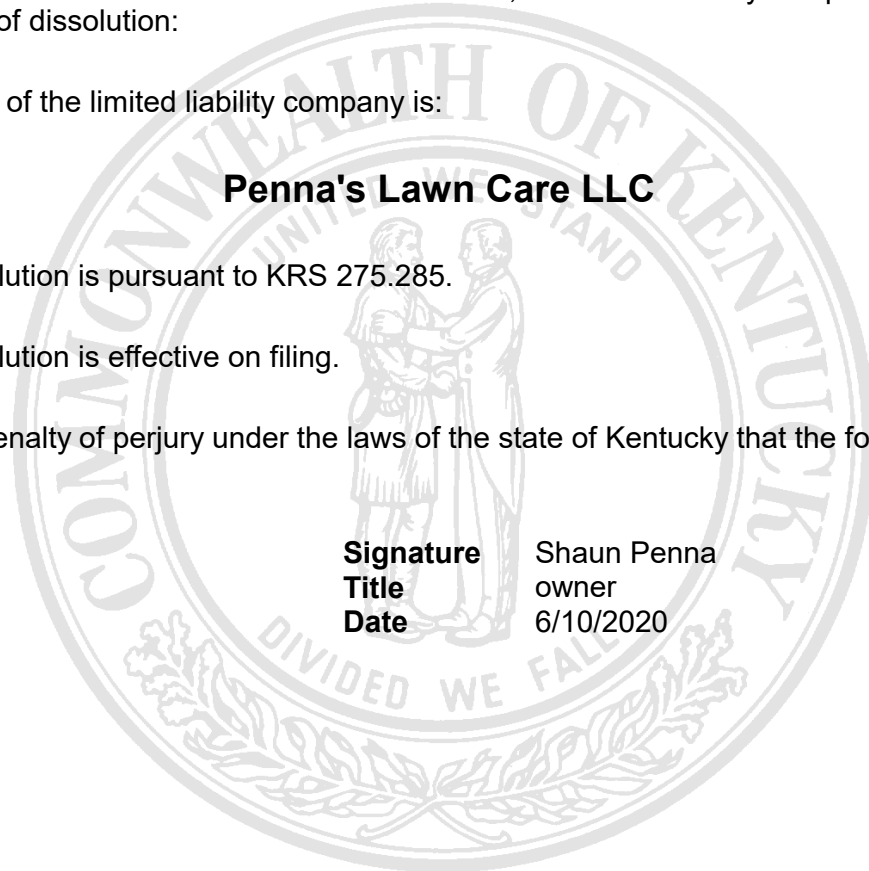 of dissolution:
of the limited liability company is:
Penna's Lawn Care LLC
lution is pursuant to KRS 275.285.
lution is effective on filing.
enalty of perjury under the laws of the state of Kentucky that the fo
Signature Shaun Penna
Title owner
Date 6/10/2020
COMMONWEALTH OF KENTUCKY
UNITED WE STAND
DIVIDED WE FALL